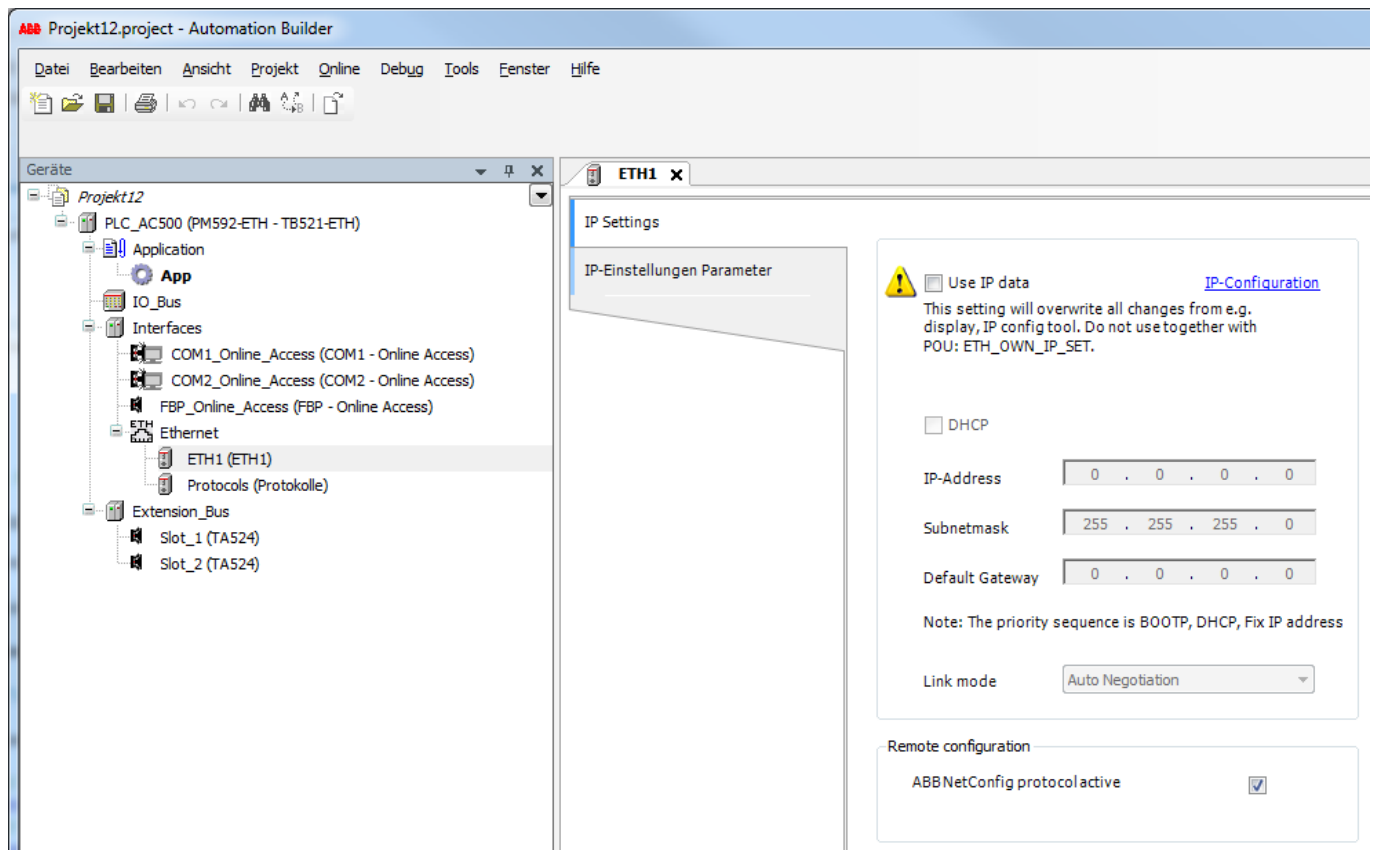 ABB Projekt12.project - Automation Builder
Datei Bearbeiten Ansicht Projekt Online Debug Tools Fenster Hilfe
Geräte
Projekt12
PLC_AC500 (PM592-ETH - TB521-ETH)
Application
App
IO_Bus
Interfaces
COM1_Online_Access (COM1 - Online Access)
COM2_Online_Access (COM2 - Online Access)
FBP_Online_Access (FBP - Online Access)
ETH Ethernet
ETH1 (ETH1)
Protocols (Protokolle)
Extension_Bus
Slot_1 (TA524)
Slot_2 (TA524)
ETH1
IP Settings
IP-Einstellungen Parameter
Use IP data IP-Configuration
This setting will overwrite all changes from e.g.
display, IP config tool. Do not use together with
POU: ETH_OWN_IP_SET.
DHCP
IP-Address 0 . 0 . 0 . 0
Subnetmask 255 . 255 . 255 . 0
Default Gateway 0 . 0 . 0 . 0
Note: The priority sequence is BOOTP, DHCP, Fix IP address
Link mode Auto Negotiation
Remote configuration
ABB NetConfig protocol active